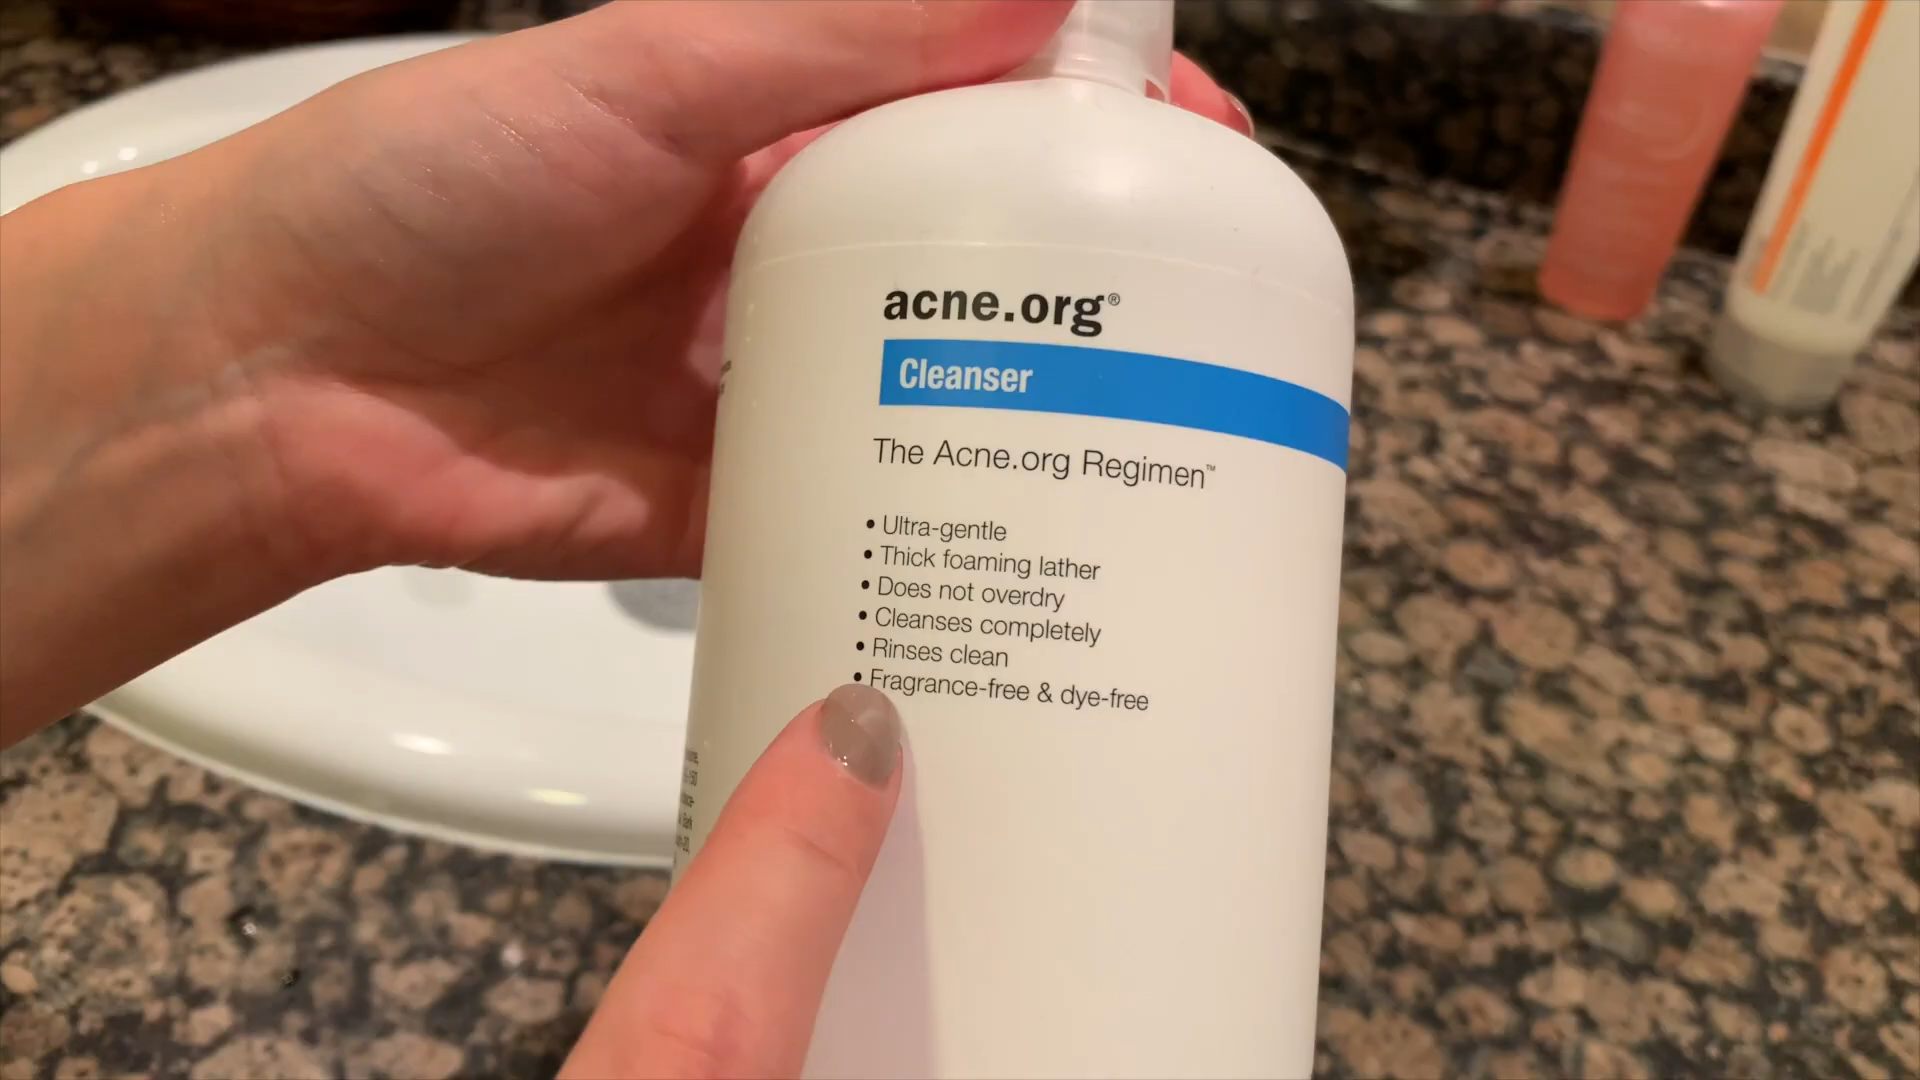 acne.org®
Cleanser
The Acne.org Regimen™
• Ultra-gentle
• Thick foaming lather
• Does not overdry
• Cleanses completely
• Rinses clean
• Fragrance-free & dye-free